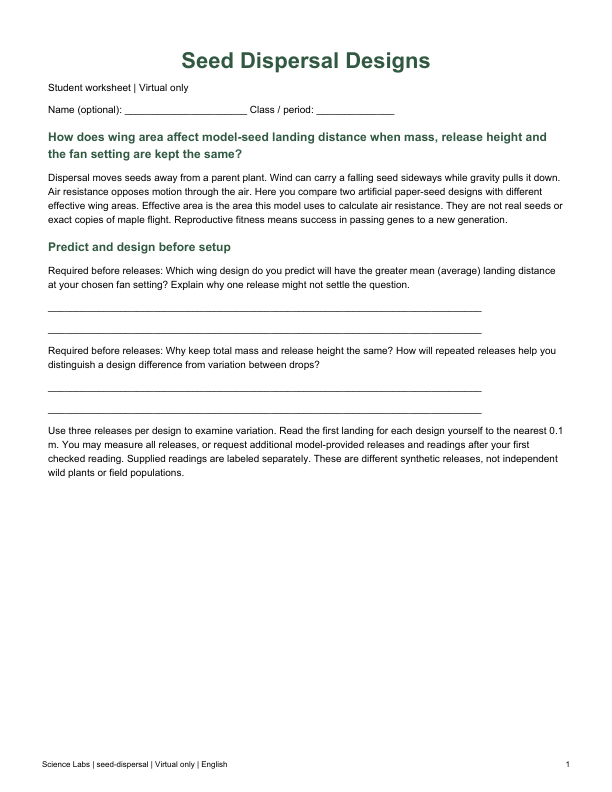 Seed Dispersal Designs
Student worksheet | Virtual only
Name (optional): ______________________ Class / period: ______________
How does wing area affect model-seed landing distance when mass, release height and
the fan setting are kept the same?
Dispersal moves seeds away from a parent plant. Wind can carry a falling seed sideways while gravity pulls it down.
Air resistance opposes motion through the air. Here you compare two artificial paper-seed designs with different
effective wing areas. Effective area is the area this model uses to calculate air resistance. They are not real seeds or
exact copies of maple flight. Reproductive fitness means success in passing genes to a new generation.
Predict and design before setup
Required before releases: Which wing design do you predict will have the greater mean (average) landing distance
at your chosen fan setting? Explain why one release might not settle the question.
Required before releases: Why keep total mass and release height the same? How will repeated releases help you
distinguish a design difference from variation between drops?
Use three releases per design to examine variation. Read the first landing for each design yourself to the nearest 0.1
m. You may measure all releases, or request additional model-provided releases and readings after your first
checked reading. Supplied readings are labeled separately. These are different synthetic releases, not independent
wild plants or field populations.
Science Labs | seed-dispersal | Virtual only | English
1